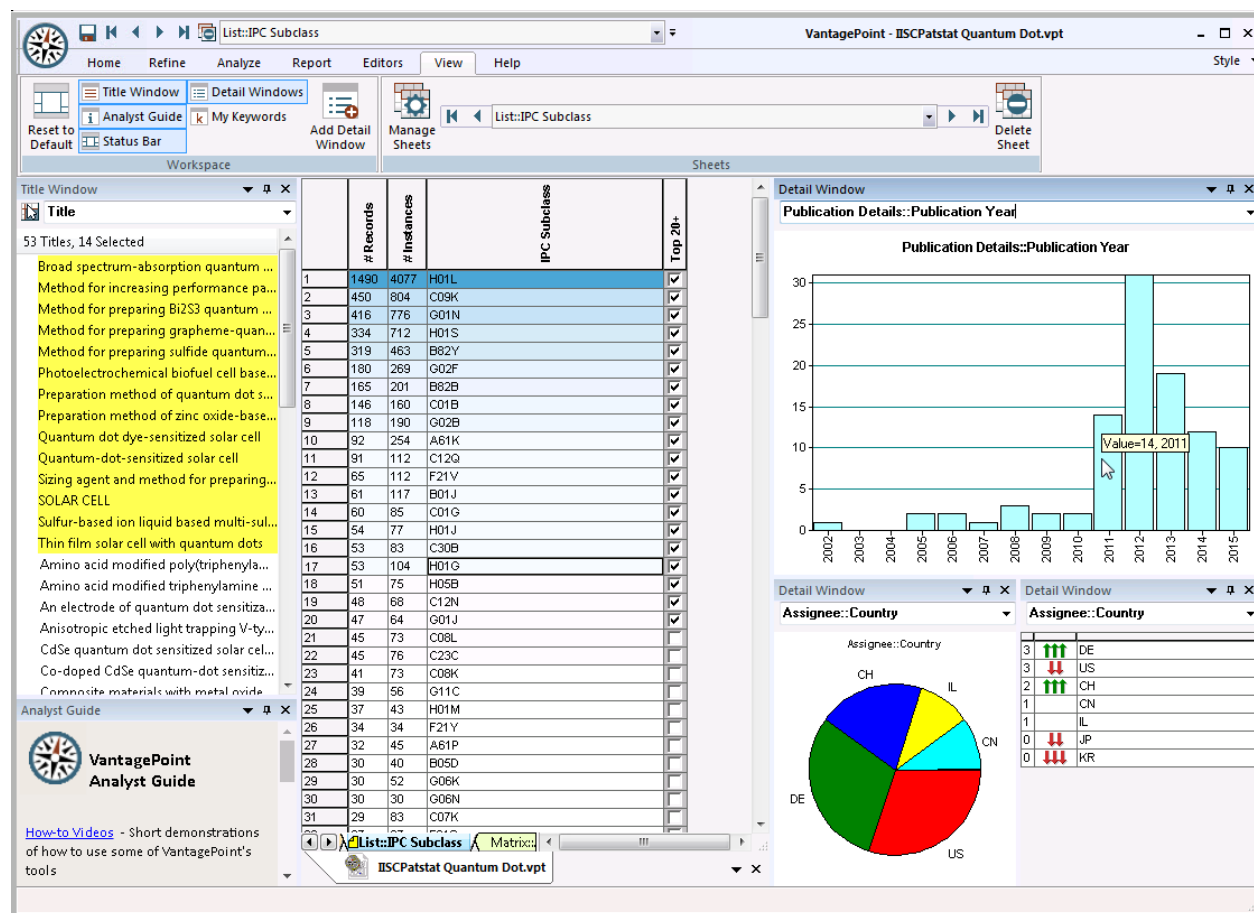 List::IPC Subclass
VantagePoint - IISCPatstat Quantum Dot.vpt
Home Refine Analyze Report Editors View Help
Style
Reset to Default
Title Window
Detail Windows
Analyst Guide
k My Keywords
Status Bar
Add Detail Window
Workspace
Manage Sheets
List::IPC Subclass
Delete Sheet
Sheets
Title Window
Title
53 Titles, 14 Selected
Broad spectrum-absorption quantum ...
Method for increasing performance pa...
Method for preparing Bi2S3 quantum ...
Method for preparing grapheme-quan...
Method for preparing sulfide quantum...
Photoelectrochemical biofuel cell base...
Preparation method of quantum dot s...
Preparation method of zinc oxide-base...
Quantum dot dye-sensitized solar cell
Quantum-dot-sensitized solar cell
Sizing agent and method for preparing...
SOLAR CELL
Sulfur-based ion liquid based multi-sul...
Thin film solar cell with quantum dots
Amino acid modified poly(triphenyla...
Amino acid modified triphenylamine ...
An electrode of quantum dot sensitiza...
Anisotropic etched light trapping V-ty...
CdSe quantum dot sensitized solar cel...
Co-doped CdSe quantum-dot sensitiz...
Composite materials with metal oxide
Analyst Guide
VantagePoint
Analyst Guide
How-to Videos - Short demonstrations
of how to use some of VantagePoint's
tools
# Records # Instances IPC Subclass Top 20+
1 1490 4077 H01L
2 450 804 C09K
3 416 776 G01N
4 334 712 H01S
5 319 463 B82Y
6 180 269 G02F
7 165 201 B82B
8 146 160 C01B
9 118 190 G02B
10 92 254 A61K
11 91 112 C12Q
12 65 112 F21V
13 61 117 B01J
14 60 85 C01G
15 54 77 H01J
16 53 83 C30B
17 53 104 H01G
18 51 75 H05B
19 48 68 C12N
20 47 64 G01J
21 45 73 C08L
22 45 76 C23C
23 41 73 C08K
24 39 56 G11C
25 37 43 H01M
26 34 34 F21Y
27 32 45 A61P
28 30 40 B05D
29 30 52 G06K
30 30 30 G06N
31 29 83 C07K
List::IPC Subclass Matrix::
IISCPatstat Quantum Dot.vpt
Detail Window
Publication Details::Publication Year
Publication Details::Publication Year
30
25
20
15
10
5
0
Value=14, 2011
2002 2003 2004 2005 2006 2007 2008 2009 2010 2011 2012 2013 2014 2015
Detail Window
Assignee::Country
Assignee::Country
CH
IL
CN
DE
US
Detail Window
Assignee::Country
3 DE
3 US
2 CH
1 CN
1 IL
0 JP
0 KR